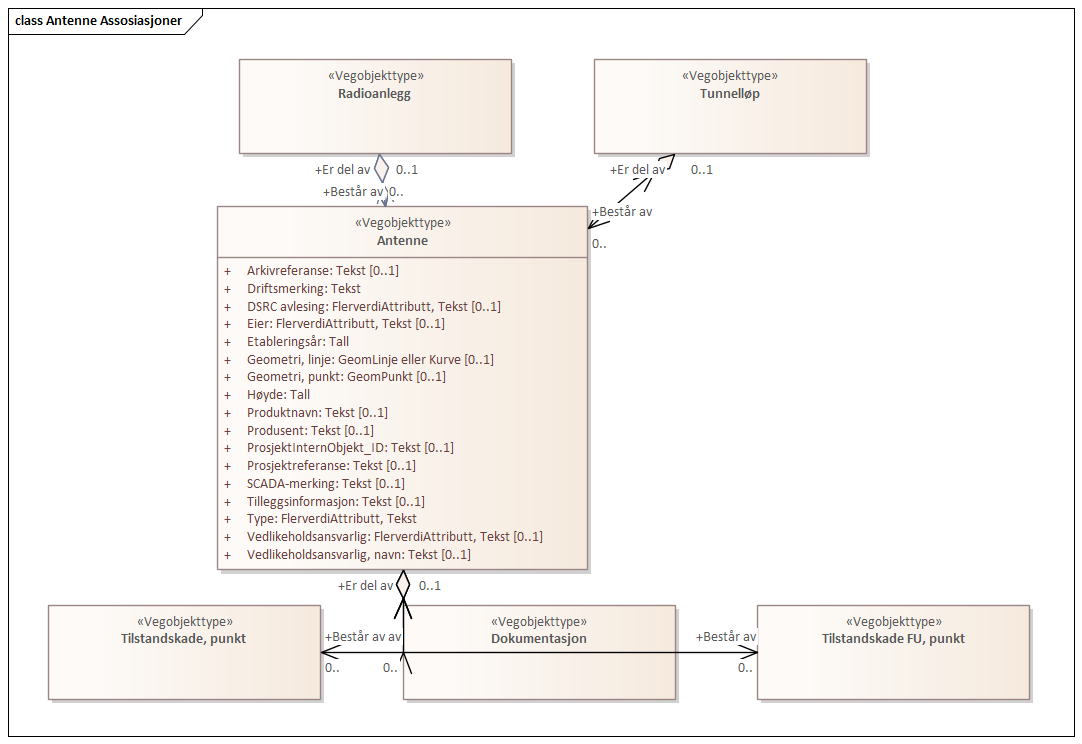 class Antenne Assosiasjoner
«Vegobjekttype»
Radioanlegg
«Vegobjekttype»
Tunnelløp
+Er del av 0..1
+Består av 0..
+Er del av 0..1
+Består av
0..
«Vegobjekttype»
Antenne
+ Arkivreferanse: Tekst [0..1]
+ Driftsmerking: Tekst
+ DSRC avlesing: FlerverdiAttributt, Tekst [0..1]
+ Eier: FlerverdiAttributt, Tekst [0..1]
+ Etableringsår: Tall
+ Geometri, linje: GeomLinje eller Kurve [0..1]
+ Geometri, punkt: GeomPunkt [0..1]
+ Høyde: Tall
+ Produktnavn: Tekst [0..1]
+ Produsent: Tekst [0..1]
+ ProsjektInternObjekt_ID: Tekst [0..1]
+ Prosjektreferanse: Tekst [0..1]
+ SCADA-merking: Tekst [0..1]
+ Tilleggsinformasjon: Tekst [0..1]
+ Type: FlerverdiAttributt, Tekst
+ Vedlikeholdsansvarlig: FlerverdiAttributt, Tekst [0..1]
+ Vedlikeholdsansvarlig, navn: Tekst [0..1]
+Er del av 0..1
«Vegobjekttype»
Tilstandskade, punkt
«Vegobjekttype»
Dokumentasjon
«Vegobjekttype»
Tilstandskade FU, punkt
+Består av av
0.. 0..
+Består av
0..